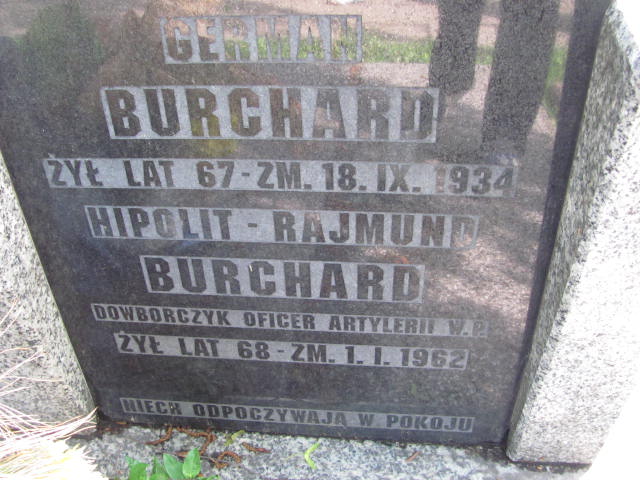 GERMAN
BURCHARD
ŻYŁ LAT 67 - ZM. 18. IX. 1934
HIPOLIT - RAJMUND
BURCHARD
DOWBORCZYK OFICER ARTYLERII W.P.
ŻYŁ LAT 68 - ZM. 1. I. 1962
NIECH ODPOCZYWAJĄ W POKOJU